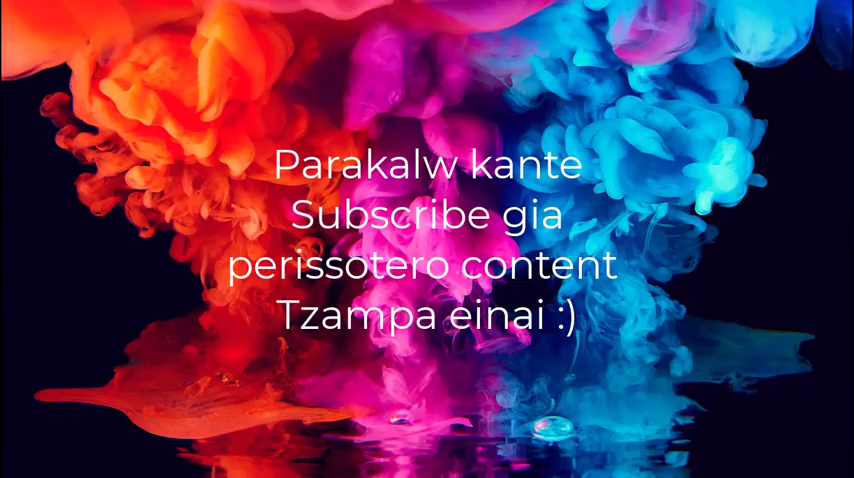 Parakalw kante
Subscribe gia
perissotero content
Tzampa einai :)